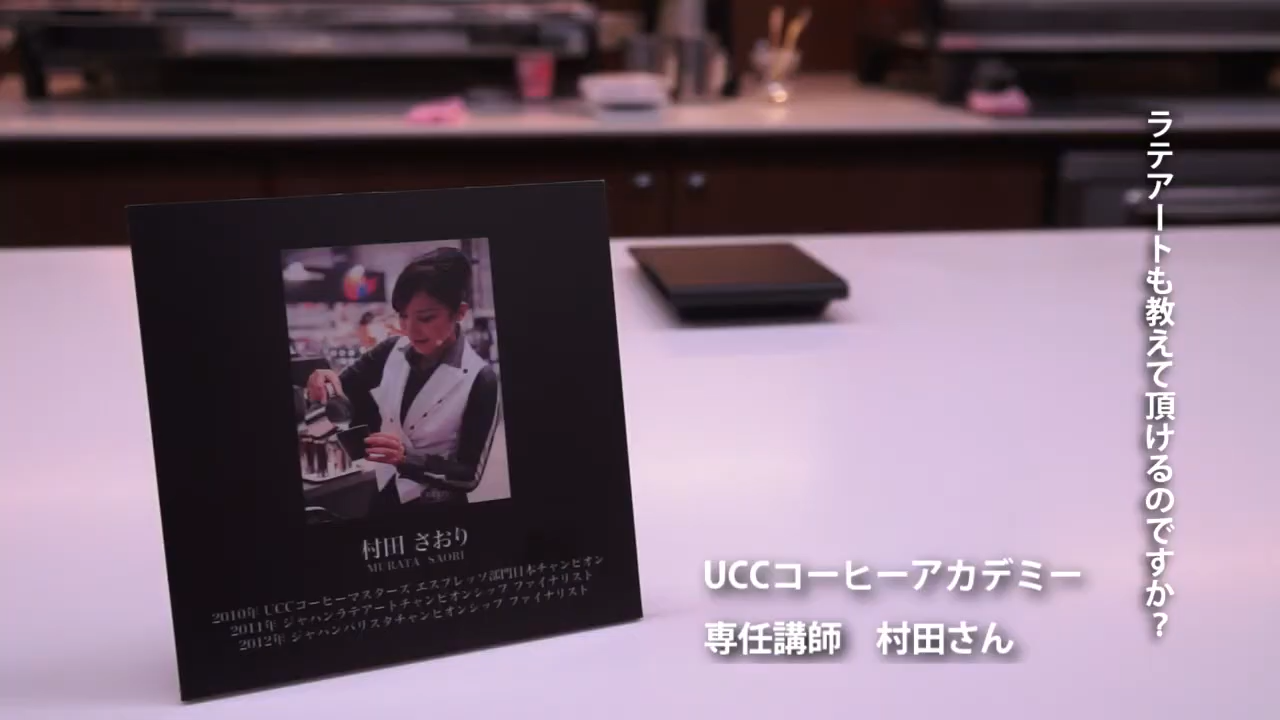 ラテアートも教えて頂けるのですか?
村田 さおり
MURATA SAORI
2010年 UCCコーヒーマスターズ エスプレッソ部門日本チャンピオン
2011年 ジャパンラテアートチャンピオンシップ ファイナリスト
2012年 ジャパンバリスタチャンピオンシップ ファイナリスト
UCCコーヒーアカデミー
専任講師 村田さん